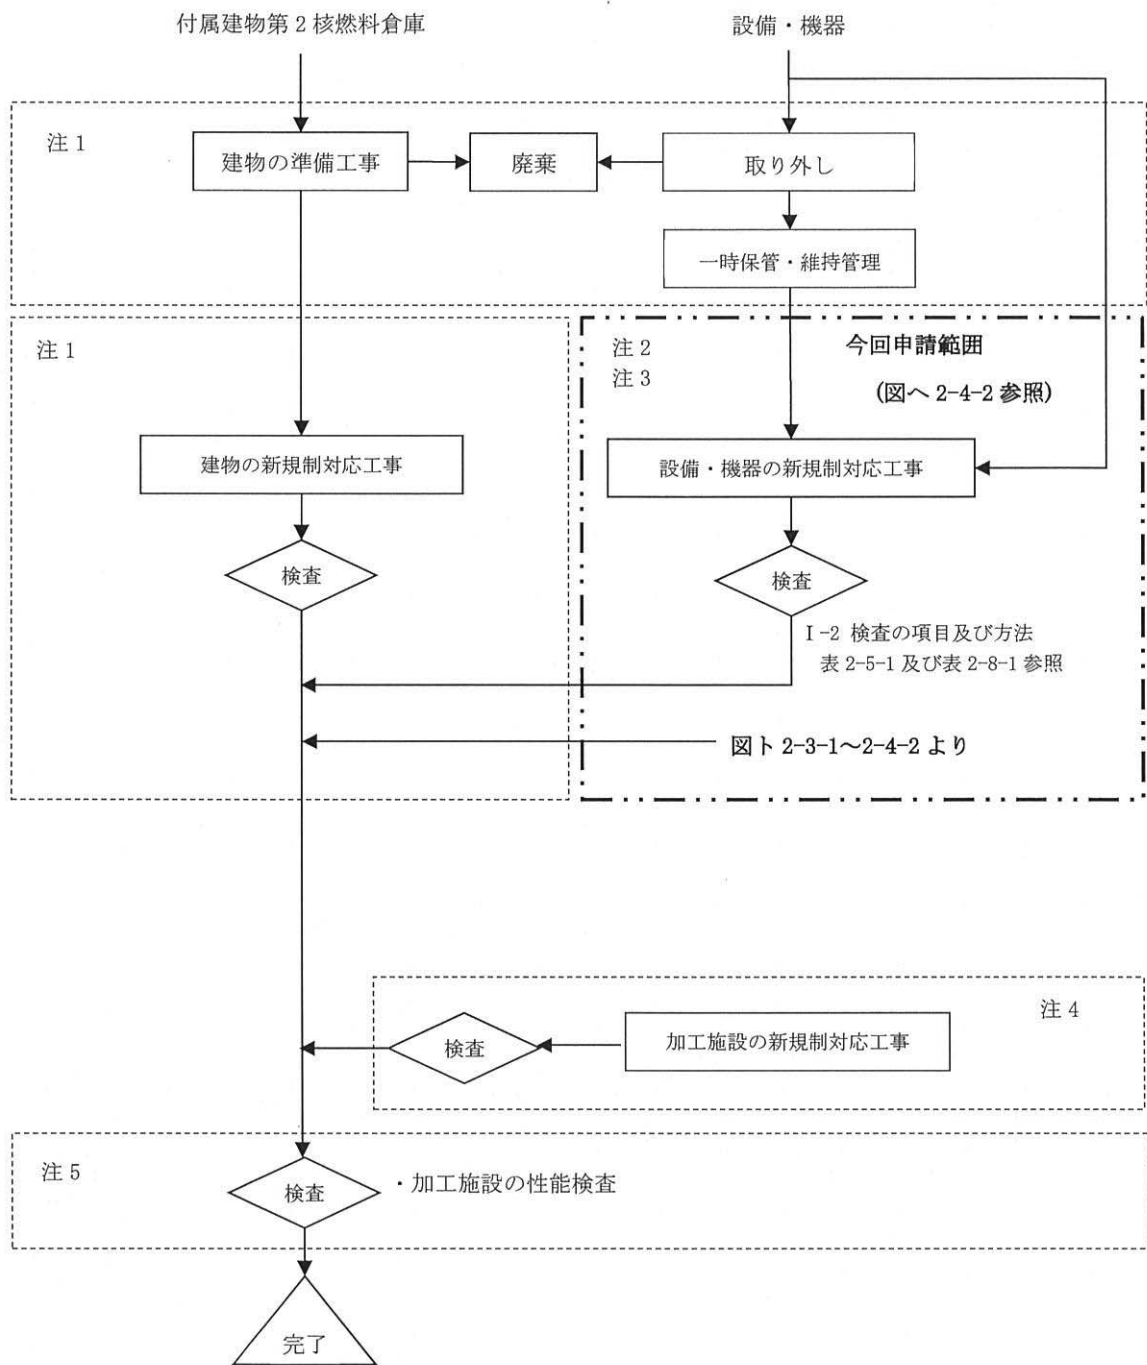 付属建物第2核燃料倉庫
設備・機器
注1
建物の準備工事
廃棄
取り外し
一時保管・維持管理
注1
注2
注3
今回申請範囲
(図へ 2-4-2 参照)
建物の新規制対応工事
設備・機器の新規制対応工事
検査
検査
Ⅰ-2 検査の項目及び方法
表 2-5-1 及び表 2-8-1 参照
図ト 2-3-1～2-4-2 より
注4
検査
加工施設の新規制対応工事
注5
検査
・加工施設の性能検査
完了